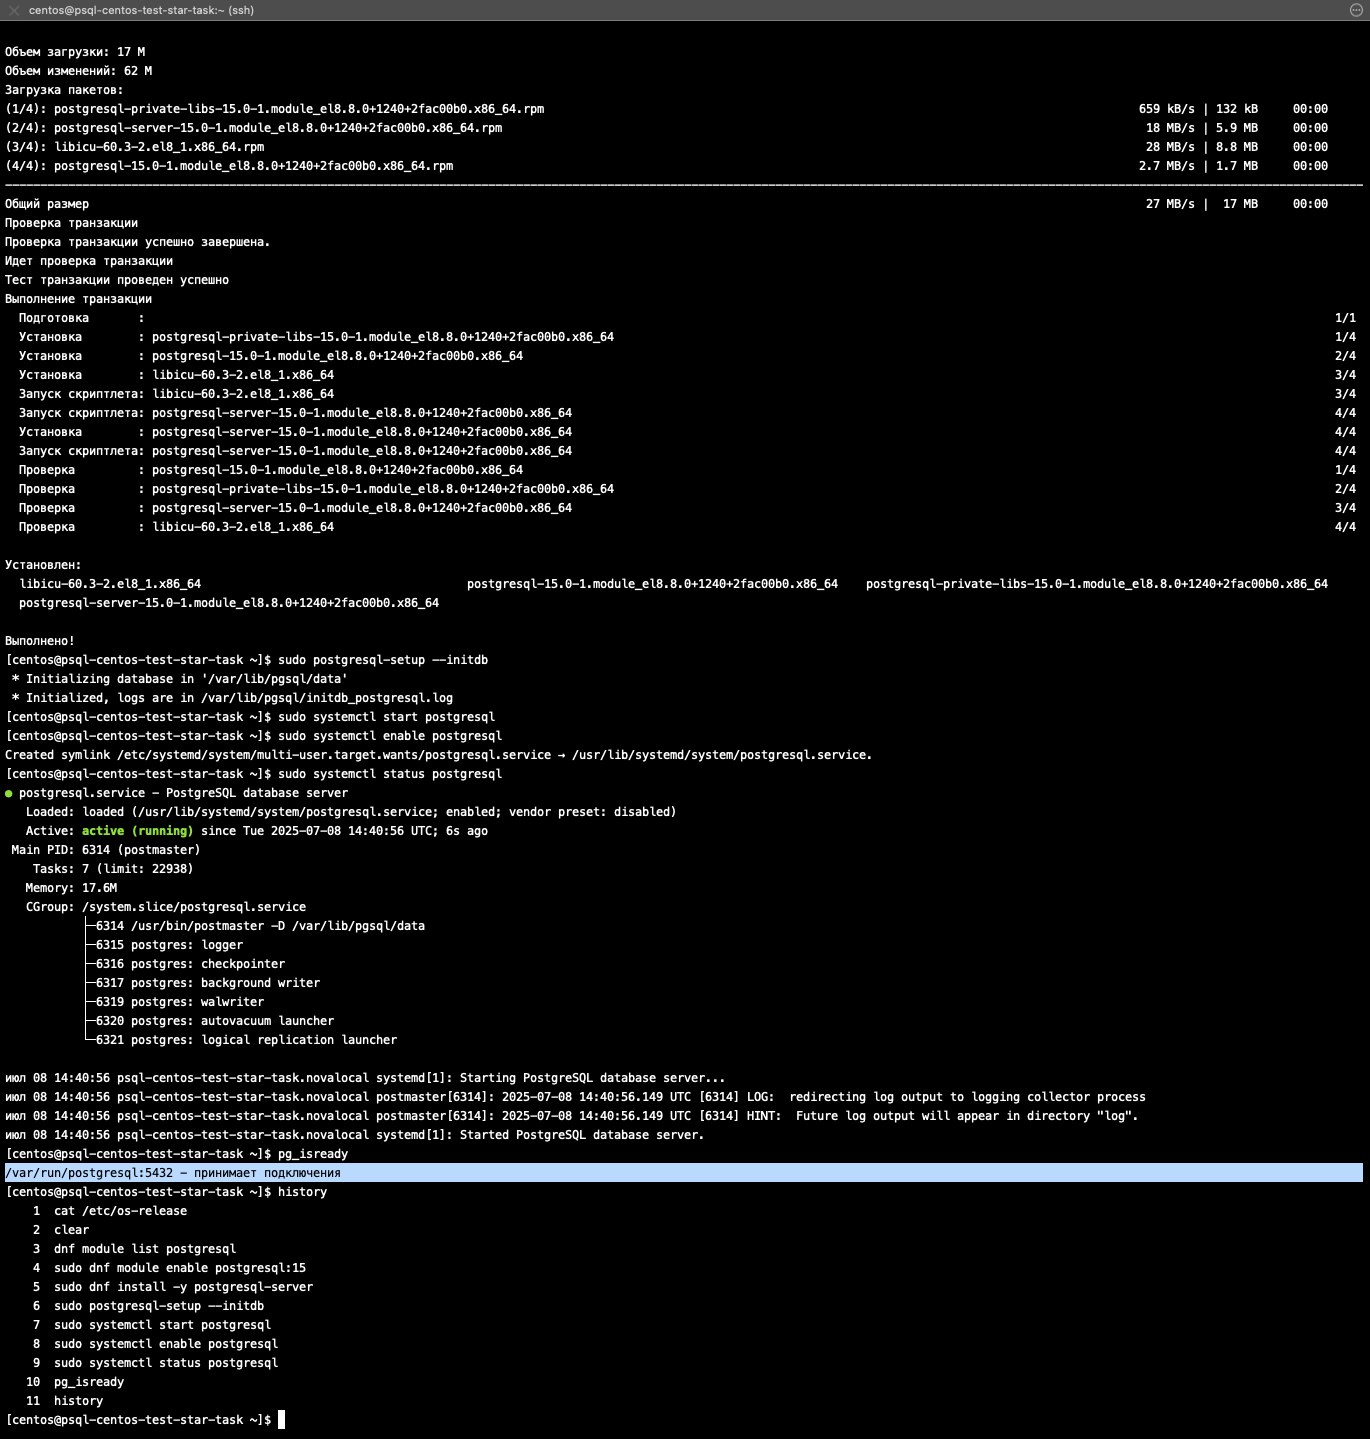 centos@psql-centos-test-star-task:~ (ssh)
Объем загрузки: 17 M
Объем изменений: 62 M
Загрузка пакетов:
(1/4): postgresql-private-libs-15.0-1.module_el8.8.0+1240+2fac00b0.x86_64.rpm 659 kB/s | 132 kB 00:00
(2/4): postgresql-server-15.0-1.module_el8.8.0+1240+2fac00b0.x86_64.rpm 18 MB/s | 5.9 MB 00:00
(3/4): libicu-60.3-2.el8_1.x86_64.rpm 28 MB/s | 8.8 MB 00:00
(4/4): postgresql-15.0-1.module_el8.8.0+1240+2fac00b0.x86_64.rpm 2.7 MB/s | 1.7 MB 00:00
Общий размер 27 MB/s | 17 MB 00:00
Проверка транзакции
Проверка транзакции успешно завершена.
Идет проверка транзакции
Тест транзакции проведен успешно
Выполнение транзакции
Подготовка : 1/1
Установка : postgresql-private-libs-15.0-1.module_el8.8.0+1240+2fac00b0.x86_64 1/4
Установка : postgresql-15.0-1.module_el8.8.0+1240+2fac00b0.x86_64 2/4
Установка : libicu-60.3-2.el8_1.x86_64 3/4
Запуск скриптлета: libicu-60.3-2.el8_1.x86_64 3/4
Запуск скриптлета: postgresql-server-15.0-1.module_el8.8.0+1240+2fac00b0.x86_64 4/4
Установка : postgresql-server-15.0-1.module_el8.8.0+1240+2fac00b0.x86_64 4/4
Запуск скриптлета: postgresql-server-15.0-1.module_el8.8.0+1240+2fac00b0.x86_64 4/4
Проверка : postgresql-15.0-1.module_el8.8.0+1240+2fac00b0.x86_64 1/4
Проверка : postgresql-private-libs-15.0-1.module_el8.8.0+1240+2fac00b0.x86_64 2/4
Проверка : postgresql-server-15.0-1.module_el8.8.0+1240+2fac00b0.x86_64 3/4
Проверка : libicu-60.3-2.el8_1.x86_64 4/4
Установлен:
libicu-60.3-2.el8_1.x86_64 postgresql-15.0-1.module_el8.8.0+1240+2fac00b0.x86_64 postgresql-private-libs-15.0-1.module_el8.8.0+1240+2fac00b0.x86_64
postgresql-server-15.0-1.module_el8.8.0+1240+2fac00b0.x86_64
Выполнено!
[centos@psql-centos-test-star-task ~]$ sudo postgresql-setup --initdb
* Initializing database in '/var/lib/pgsql/data'
* Initialized, logs are in /var/lib/pgsql/initdb_postgresql.log
[centos@psql-centos-test-star-task ~]$ sudo systemctl start postgresql
[centos@psql-centos-test-star-task ~]$ sudo systemctl enable postgresql
Created symlink /etc/systemd/system/multi-user.target.wants/postgresql.service → /usr/lib/systemd/system/postgresql.service.
[centos@psql-centos-test-star-task ~]$ sudo systemctl status postgresql
● postgresql.service - PostgreSQL database server
Loaded: loaded (/usr/lib/systemd/system/postgresql.service; enabled; vendor preset: disabled)
Active: active (running) since Tue 2025-07-08 14:40:56 UTC; 6s ago
Main PID: 6314 (postmaster)
Tasks: 7 (limit: 22938)
Memory: 17.6M
CGroup: /system.slice/postgresql.service
├─6314 /usr/bin/postmaster -D /var/lib/pgsql/data
├─6315 postgres: logger
├─6316 postgres: checkpointer
├─6317 postgres: background writer
├─6319 postgres: walwriter
├─6320 postgres: autovacuum launcher
└─6321 postgres: logical replication launcher
июл 08 14:40:56 psql-centos-test-star-task.novalocal systemd[1]: Starting PostgreSQL database server...
июл 08 14:40:56 psql-centos-test-star-task.novalocal postmaster[6314]: 2025-07-08 14:40:56.149 UTC [6314] LOG:  redirecting log output to logging collector process
июл 08 14:40:56 psql-centos-test-star-task.novalocal postmaster[6314]: 2025-07-08 14:40:56.149 UTC [6314] HINT:  Future log output will appear in directory "log".
июл 08 14:40:56 psql-centos-test-star-task.novalocal systemd[1]: Started PostgreSQL database server.
[centos@psql-centos-test-star-task ~]$ pg_isready
/var/run/postgresql:5432 - принимает подключения
[centos@psql-centos-test-star-task ~]$ history
1 cat /etc/os-release
2 clear
3 dnf module list postgresql
4 sudo dnf module enable postgresql:15
5 sudo dnf install -y postgresql-server
6 sudo postgresql-setup --initdb
7 sudo systemctl start postgresql
8 sudo systemctl enable postgresql
9 sudo systemctl status postgresql
10 pg_isready
11 history
[centos@psql-centos-test-star-task ~]$